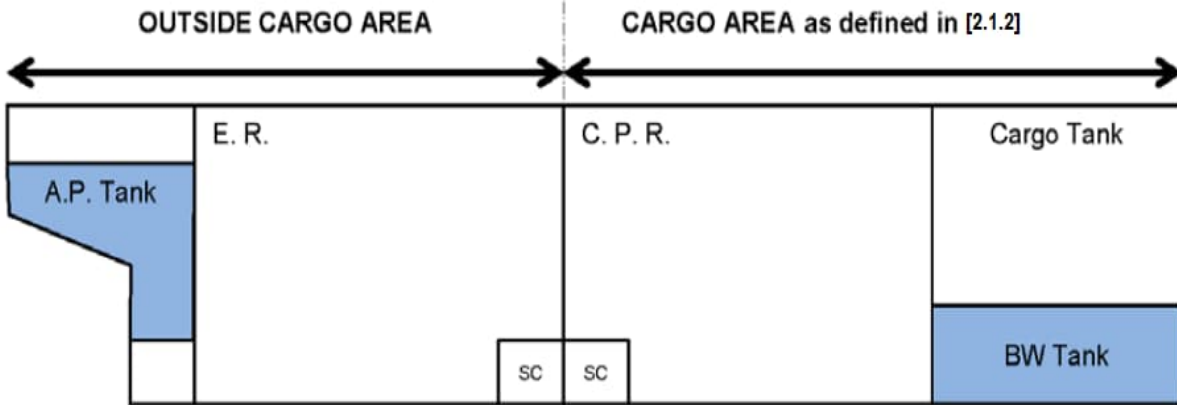 OUTSIDE CARGO AREA
CARGO AREA as defined in [2.1.2]
E. R.
C. P. R.
Cargo Tank
A.P. Tank
BW Tank
SC
SC